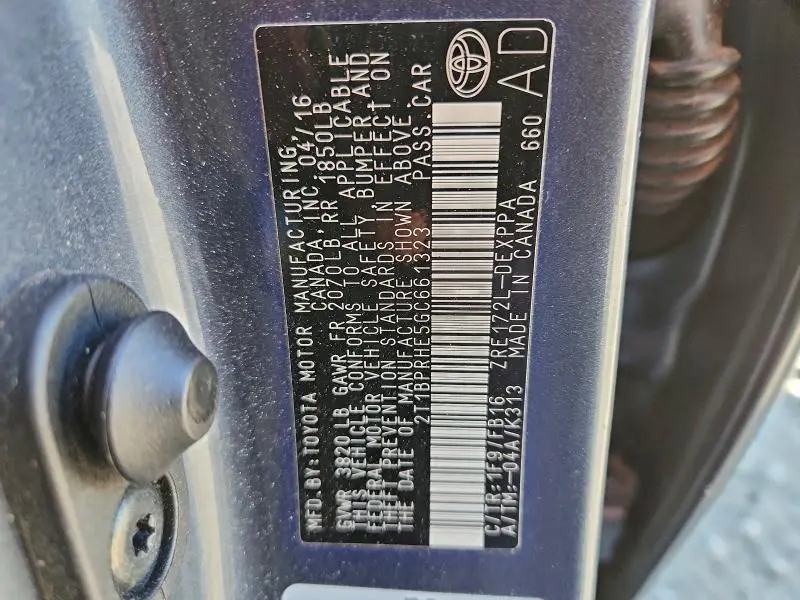 MFD.BY:TOYOTA MOTOR MANUFACTURING,
CANADA,INC. 04/16
GVWR 3820LB GAWR FR 2070LB,RR 1850LB
THIS VEHICLE CONFORMS TO ALL APPLICABLE
FEDERAL MOTOR VEHICLE SAFETY, BUMPER AND
THEFT PREVENTION STANDARDS IN EFFECT ON
THE DATE OF MANUFACTURE SHOWN ABOVE.
2T1BPRHE5GC661323 PASS.CAR
C/TR:1F9/FB16 ZRE172L-DEXPPA
A/TM:-04A/K313 MADE IN CANADA 660
AD